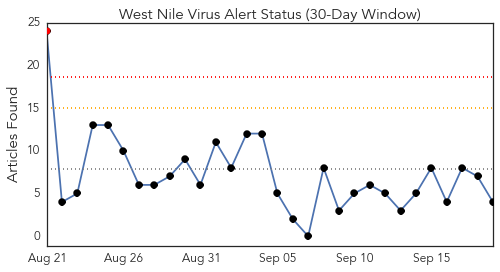 West Nile Virus Alert Status (30-Day Window)
Articles Found
25
20
15
10
5
0
Aug 21 Aug 26 Aug 31 Sep 05 Sep 10 Sep 15